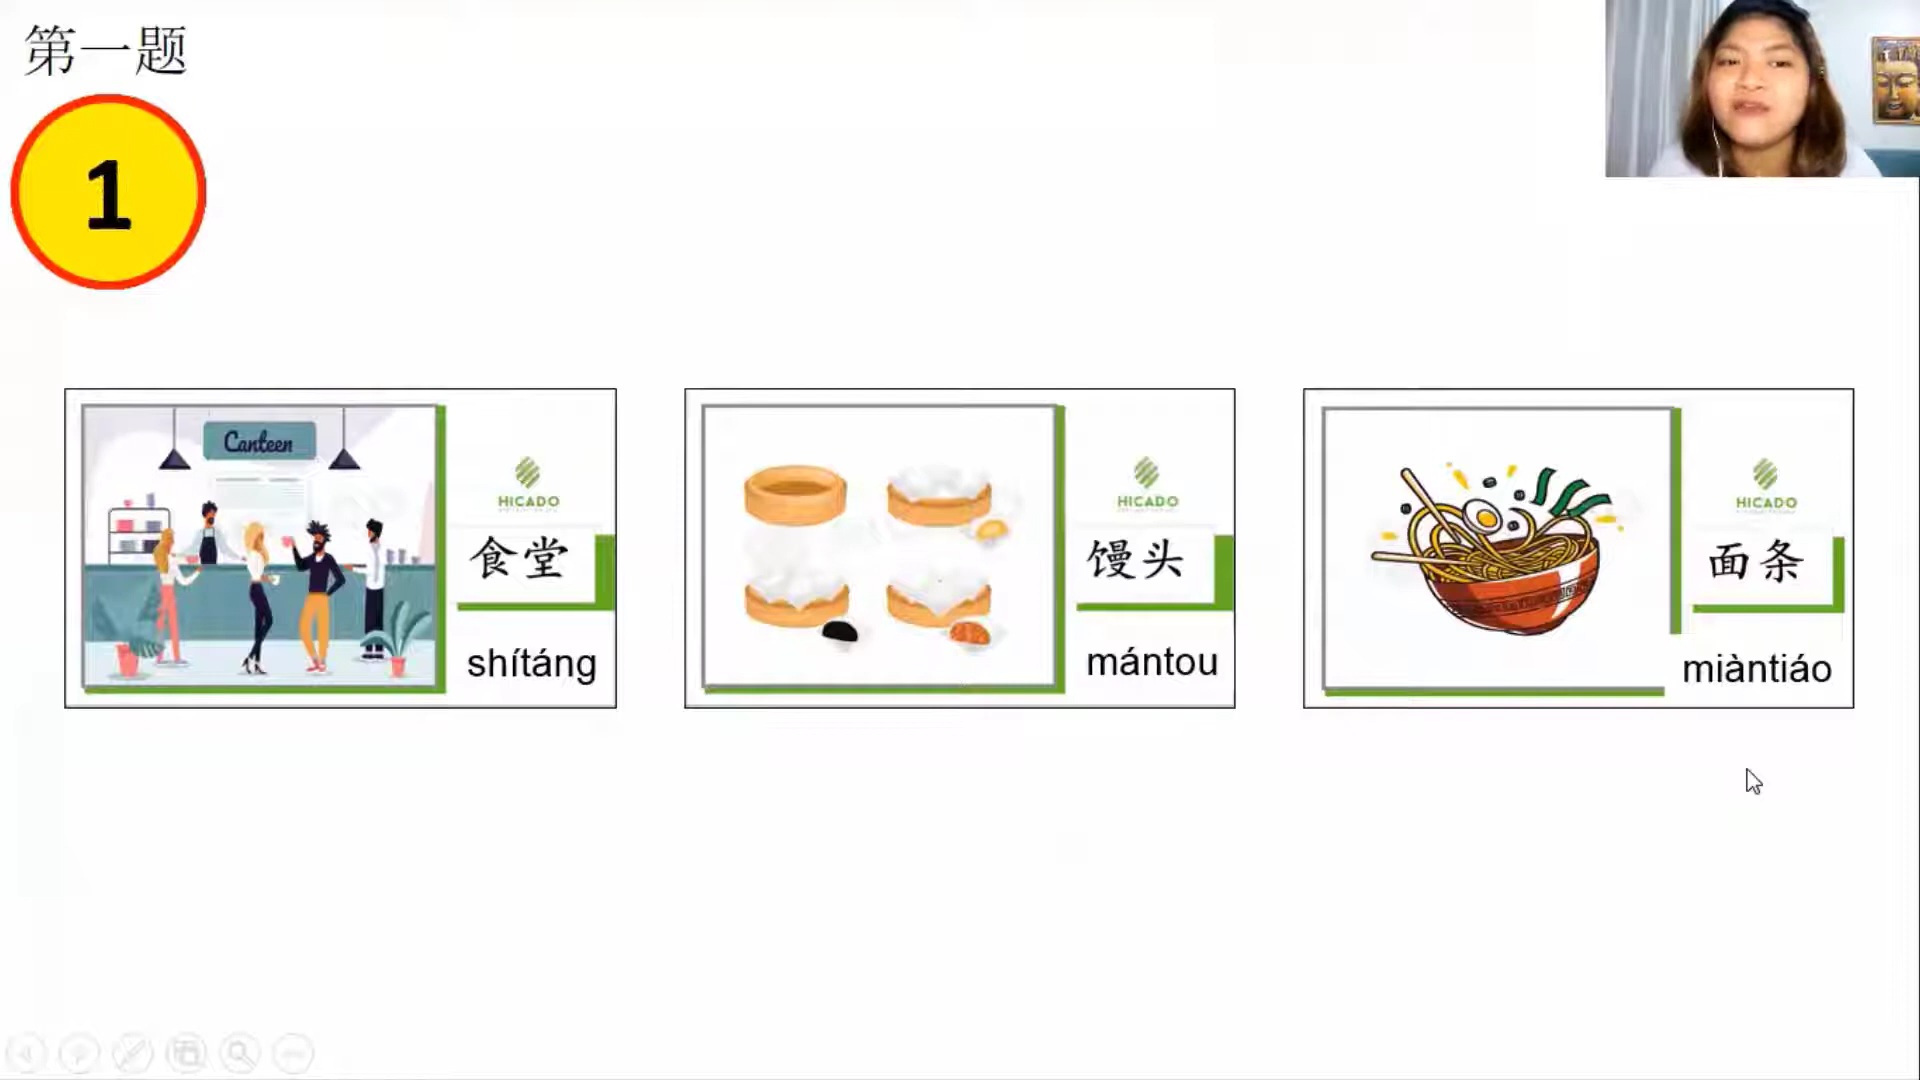 第一题
1
Canteen
HICADO
食堂
shítáng
HICADO
馒头
mántou
HICADO
面条
miàntiáo